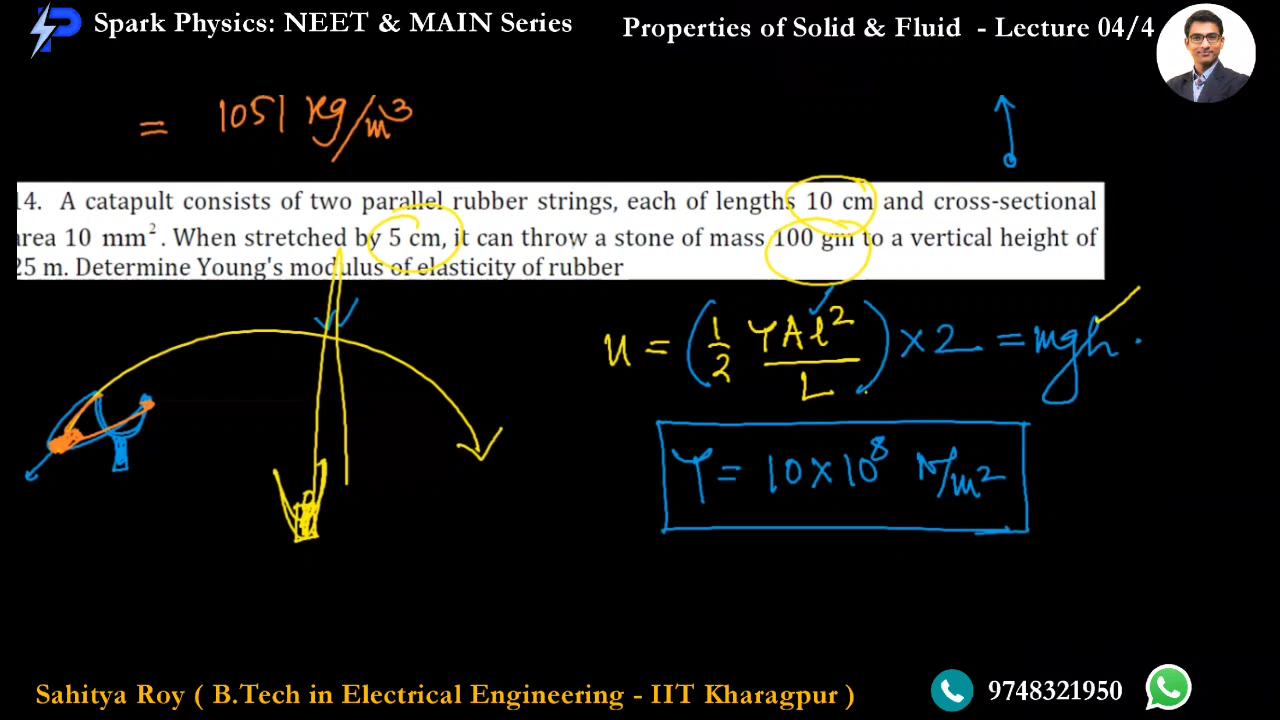 Spark Physics: NEET & MAIN Series
Properties of Solid & Fluid - Lecture 04/4
= 1051 kg/m³
14. A catapult consists of two parallel rubber strings, each of lengths 10 cm and cross-sectional
area 10 mm². When stretched by 5 cm, it can throw a stone of mass 100 gm to a vertical height of
25 m. Determine Young's modulus of elasticity of rubber
u = (1/2 YAl²/L) × 2 = mgh.
Y = 10 × 10⁸ N/m²
Sahitya Roy ( B.Tech in Electrical Engineering - IIT Kharagpur )
9748321950